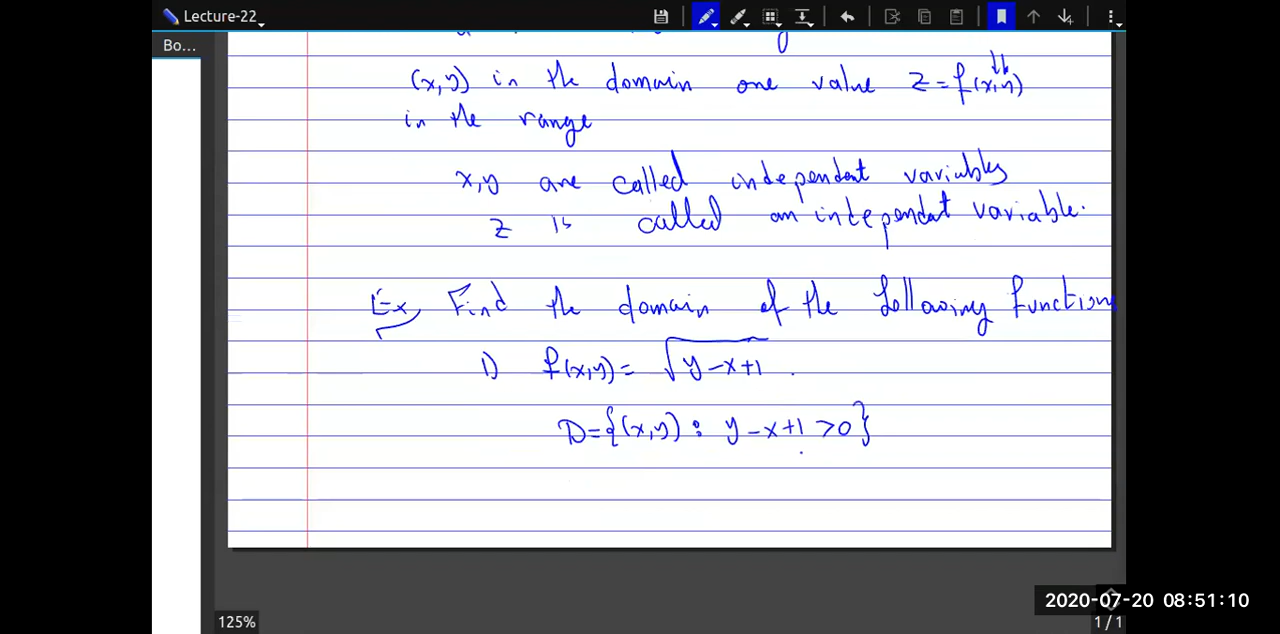 Lecture-22
Bo...
(x,y) in the domain one value z = f(x,y)
in the range
x,y are called independent variables
z is called an independent variable.
Ex Find the domain of the following functions
1) f(x,y) = √(y-x+1) .
D = {(x,y) : y-x+1 >0}
2020-07-20 08:51:10
125%
1 / 1